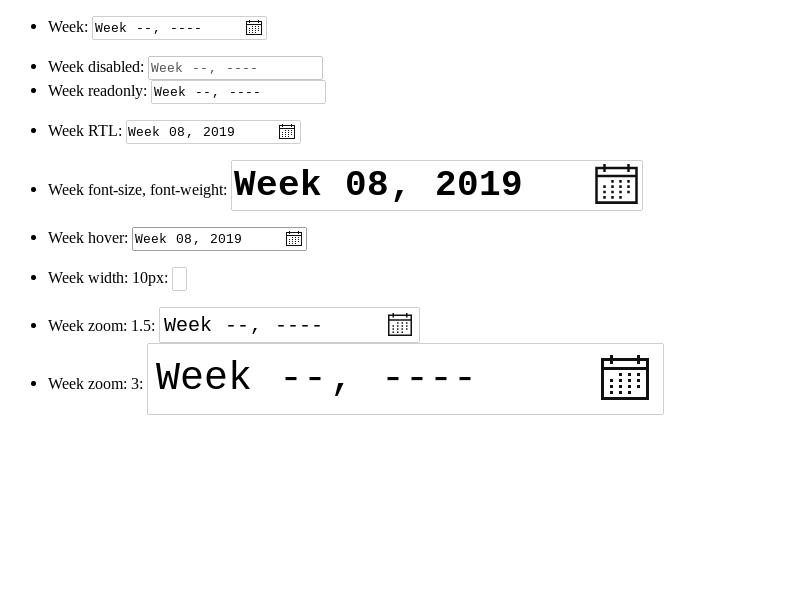 Week: Week --, ----
Week disabled: Week --, ----
Week readonly: Week --, ----
Week RTL: Week 08, 2019
Week font-size, font-weight: Week 08, 2019
Week hover: Week 08, 2019
Week width: 10px:
Week zoom: 1.5: Week --, ----
Week zoom: 3: Week --, ----